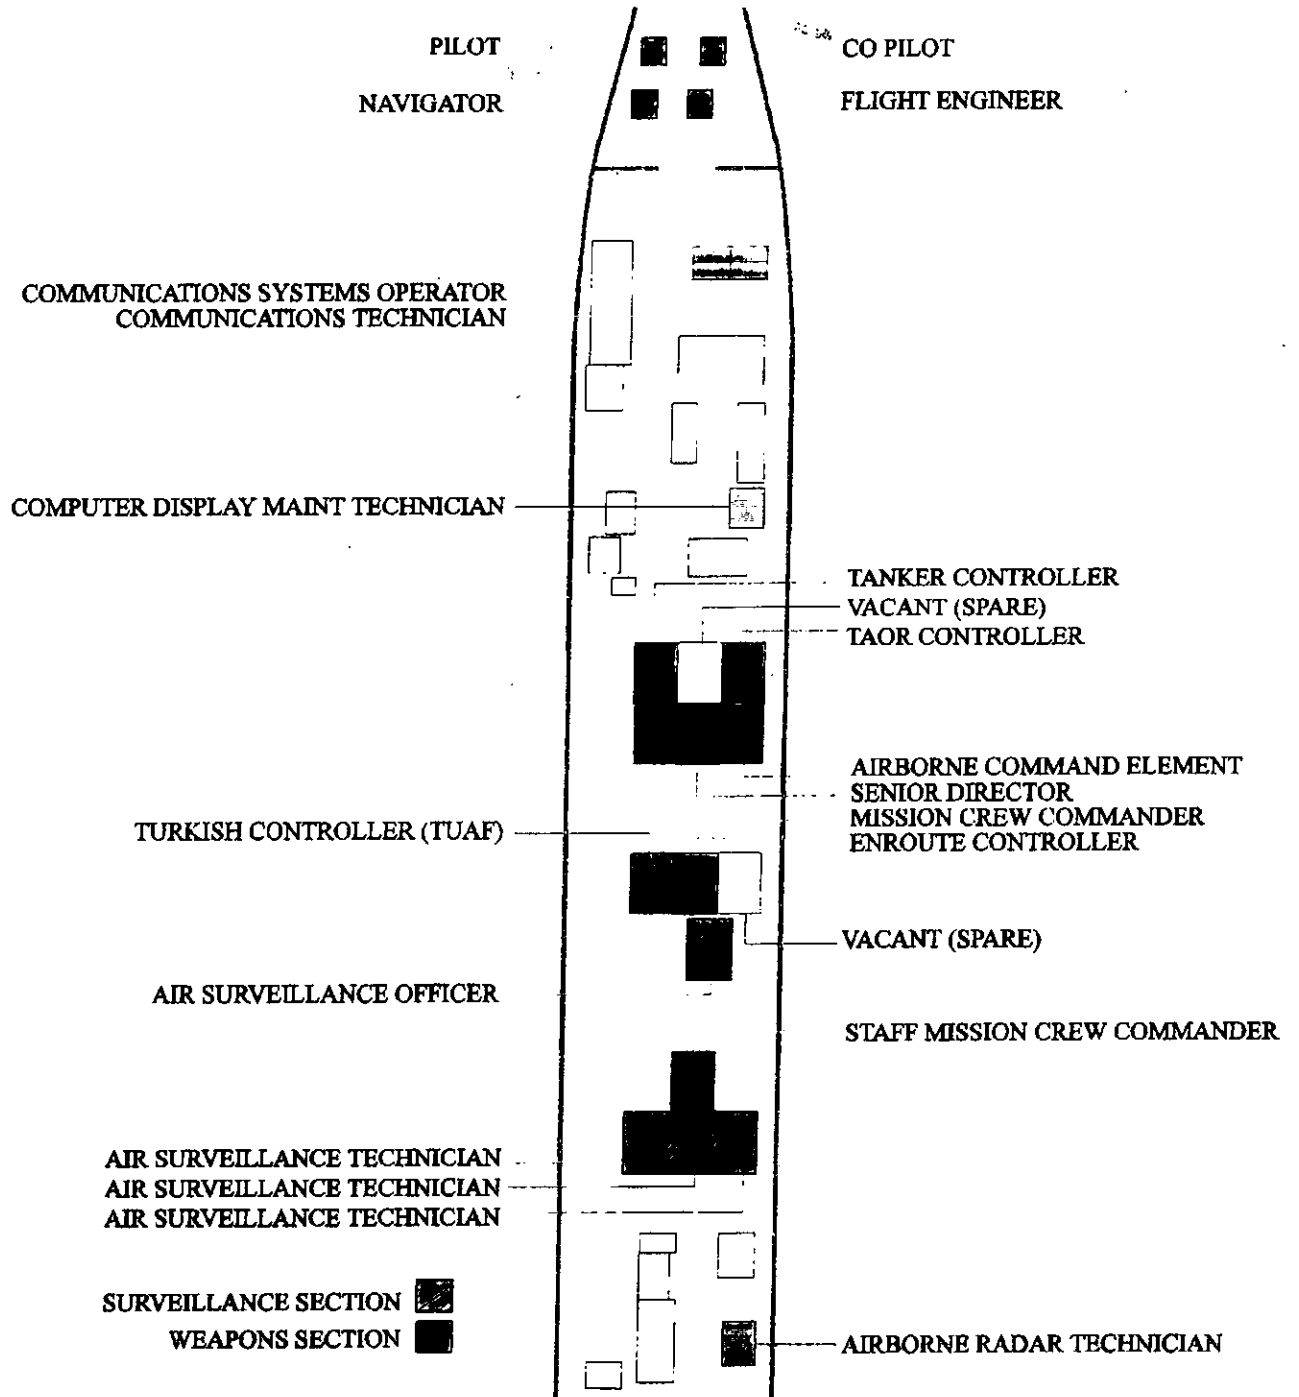 PILOT
CO PILOT
NAVIGATOR
FLIGHT ENGINEER
COMMUNICATIONS SYSTEMS OPERATOR
COMMUNICATIONS TECHNICIAN
COMPUTER DISPLAY MAINT TECHNICIAN
TANKER CONTROLLER
VACANT (SPARE)
TAOR CONTROLLER
AIRBORNE COMMAND ELEMENT
SENIOR DIRECTOR
MISSION CREW COMMANDER
ENROUTE CONTROLLER
TURKISH CONTROLLER (TUAF)
VACANT (SPARE)
AIR SURVEILLANCE OFFICER
STAFF MISSION CREW COMMANDER
AIR SURVEILLANCE TECHNICIAN
AIR SURVEILLANCE TECHNICIAN
AIR SURVEILLANCE TECHNICIAN
SURVEILLANCE SECTION
WEAPONS SECTION
AIRBORNE RADAR TECHNICIAN